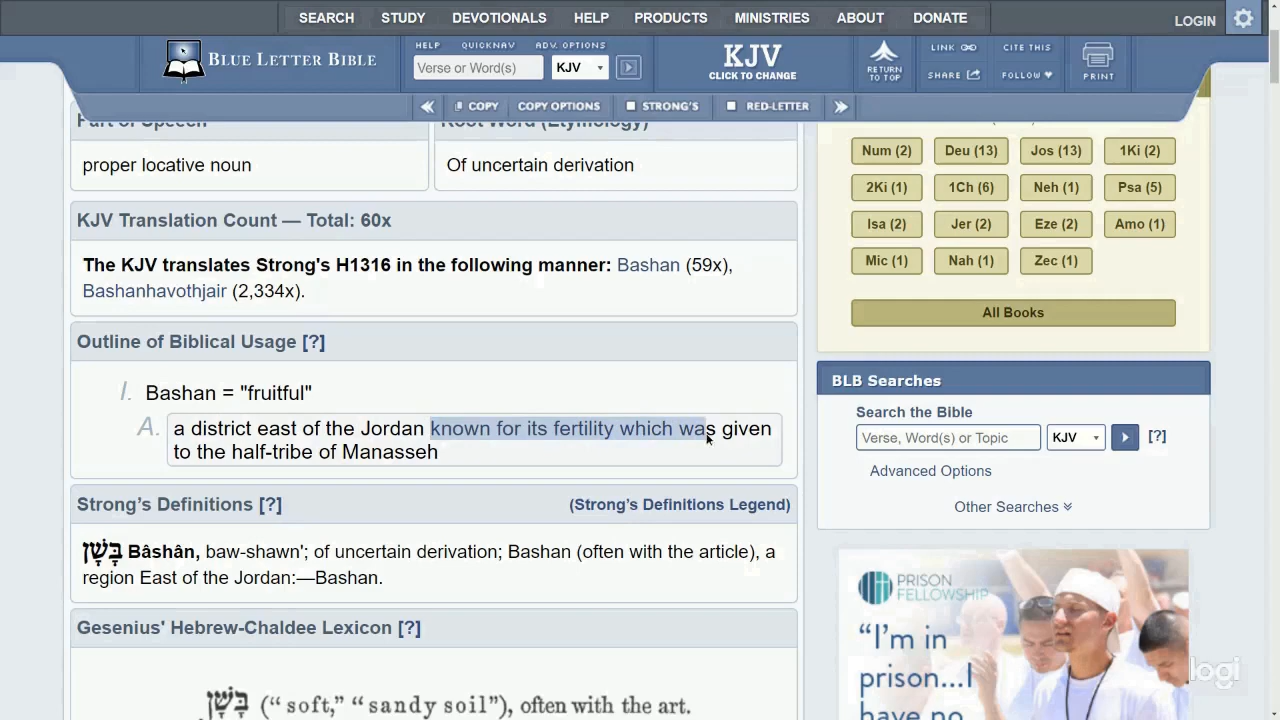 SEARCH STUDY DEVOTIONALS HELP PRODUCTS MINISTRIES ABOUT DONATE
LOGIN
BLUE LETTER BIBLE
HELP QUICKNAV ADV. OPTIONS
Verse or Word(s) KJV
KJV
CLICK TO CHANGE
RETURN
TO TOP
LINK
CITE THIS
SHARE
FOLLOW
PRINT
COPY COPY OPTIONS STRONG'S RED-LETTER
Part of Speech
Root Word (Etymology)
proper locative noun
Of uncertain derivation
KJV Translation Count — Total: 60x
The KJV translates Strong's H1316 in the following manner: Bashan (59x),
Bashanhavothjair (2,334x).
Outline of Biblical Usage [?]
I. Bashan = "fruitful"
A. a district east of the Jordan known for its fertility which was given
to the half-tribe of Manasseh
Strong's Definitions [?]
(Strong's Definitions Legend)
בָּשָׁן Bâshân, baw-shawn'; of uncertain derivation; Bashan (often with the article), a
region East of the Jordan:—Bashan.
Gesenius' Hebrew-Chaldee Lexicon [?]
בָּשָׁן (“soft,” “sandy soil”), often with the art.
Num (2) Deu (13) Jos (13) 1Ki (2)
2Ki (1) 1Ch (6) Neh (1) Psa (5)
Isa (2) Jer (2) Eze (2) Amo (1)
Mic (1) Nah (1) Zec (1)
All Books
BLB Searches
Search the Bible
Verse, Word(s) or Topic KJV [?]
Advanced Options
Other Searches
PRISON
FELLOWSHIP
“I'm in
prison...I
have no
logi